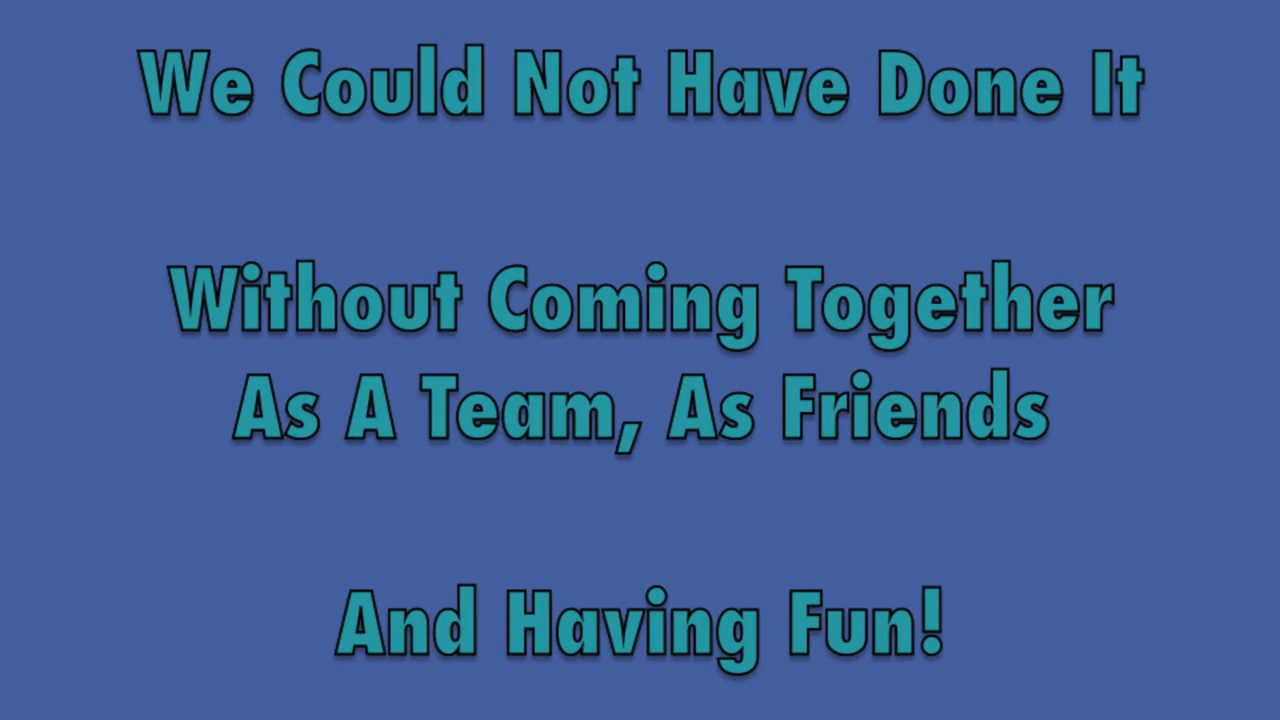 We Could Not Have Done It
Without Coming Together
As A Team, As Friends
And Having Fun!